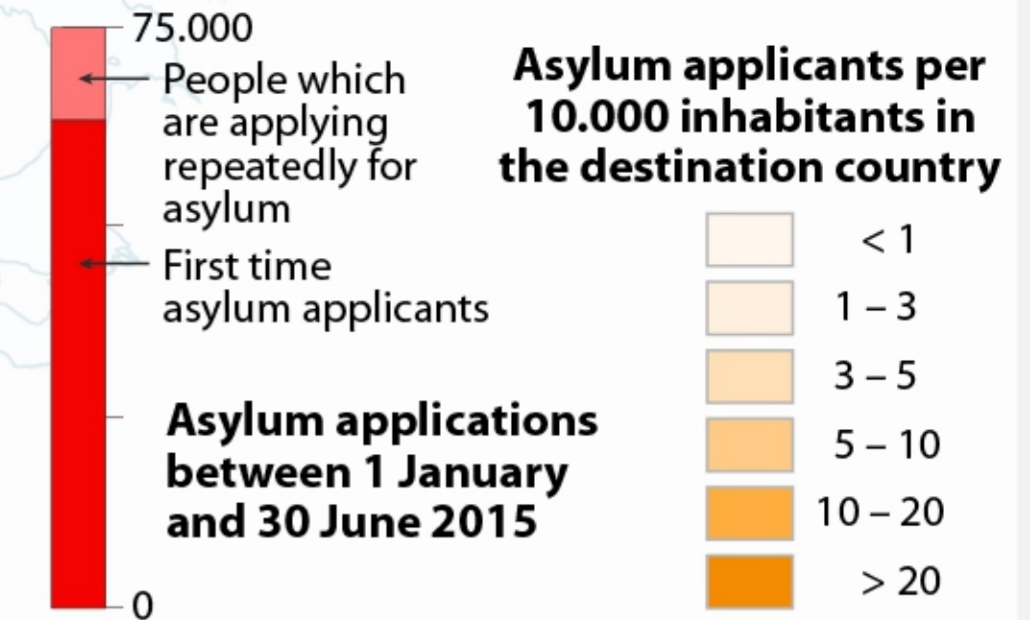 75.000
People which
are applying
repeatedly for
asylum
First time
asylum applicants
0
Asylum applications
between 1 January
and 30 June 2015
Asylum applicants per
10.000 inhabitants in
the destination country
< 1
1 – 3
3 – 5
5 – 10
10 – 20
> 20